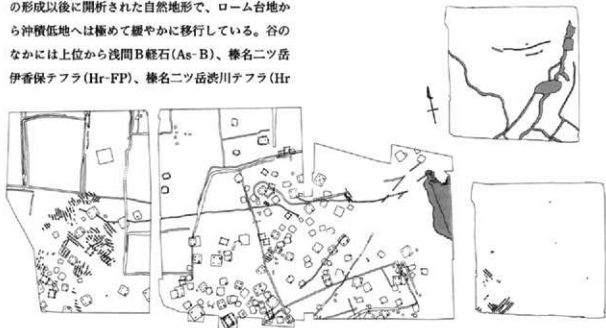 の形成以後に開析された自然地形で、ローム台地か
ら沖積低地へは極めて緩やかに移行している。谷の
なかには上位から浅間B軽石(As-B)、榛名二ツ岳
伊香保テフラ(Hr-FP)、榛名二ツ岳渋川テフラ(Hr